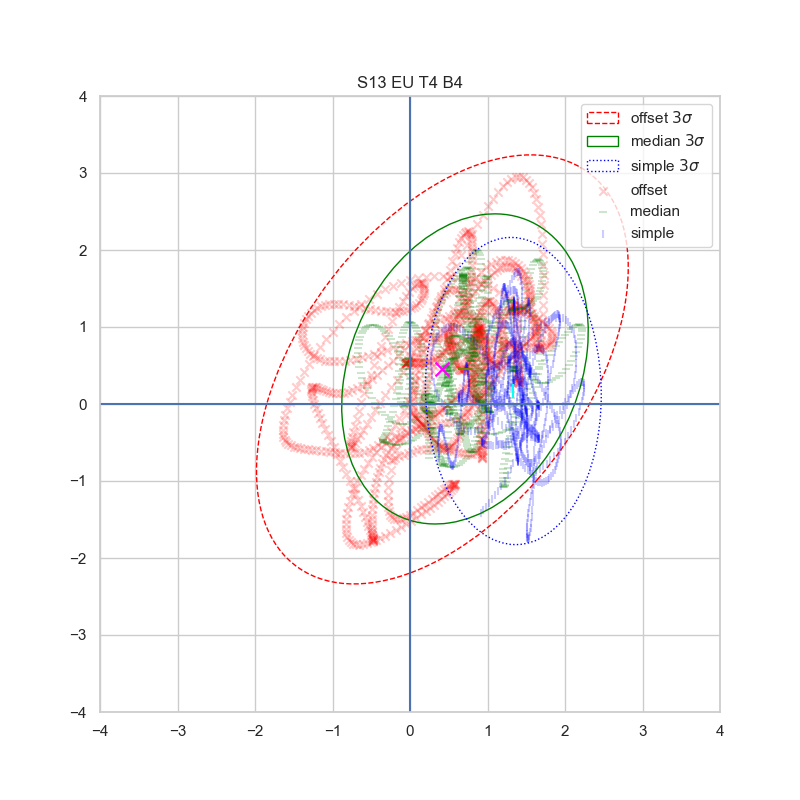 S13 EU T4 B4
offset 3σ
median 3σ
simple 3σ
offset
median
simple
4
3
2
1
0
−1
−2
−3
−4
−4 −3 −2 −1 0 1 2 3 4